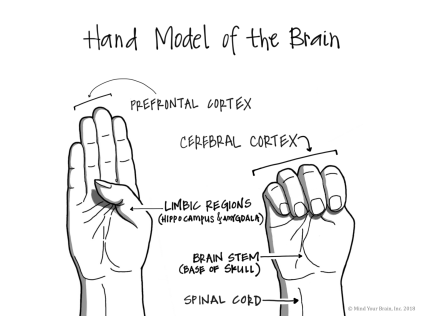 Hand Model of the Brain
PREFRONTAL CORTEX
CEREBRAL CORTEX
LIMBIC REGIONS
(HIPPOCAMPUS & AMYGDALA)
BRAIN STEM
(BASE OF SKULL)
SPINAL CORD
© Mind Your Brain, Inc. 2018